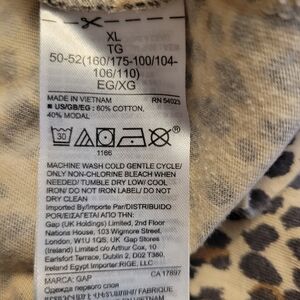 XL
TG
50-52(160/175-100/104-
106/110)
EG/XG
MADE IN VIETNAM
RN 54023
■ US/GB/EG: 60% COTTON,
40% MODAL
30
1166
MACHINE WASH COLD GENTLE CYCLE/
ONLY NON-CHLORINE BLEACH WHEN
NEEDED/ TUMBLE DRY LOW/ COOL
IRON/ DO NOT IRON LABEL/ DO NOT
DRY CLEAN
Imported By/Importé Par/DISTRIBUIDO
POR/ΕΙΣΑΓΕΤΑΙ ΑΠΟ ΤΗΝ:
Gap (UK Holdings) Limited, 2nd Floor
Nations House, 103 Wigmore Street,
London, W1U 1QS, UK Gap Stores
(Ireland) Limited c/o Arthur Cox, 10
Earlsfort Terrace, Dublin 2, D02 T380,
Ireland Egypt Importer:RIGE, LLC
MARCA: GAP
CA 17897
Одежда первого слоя
FABRIQUE